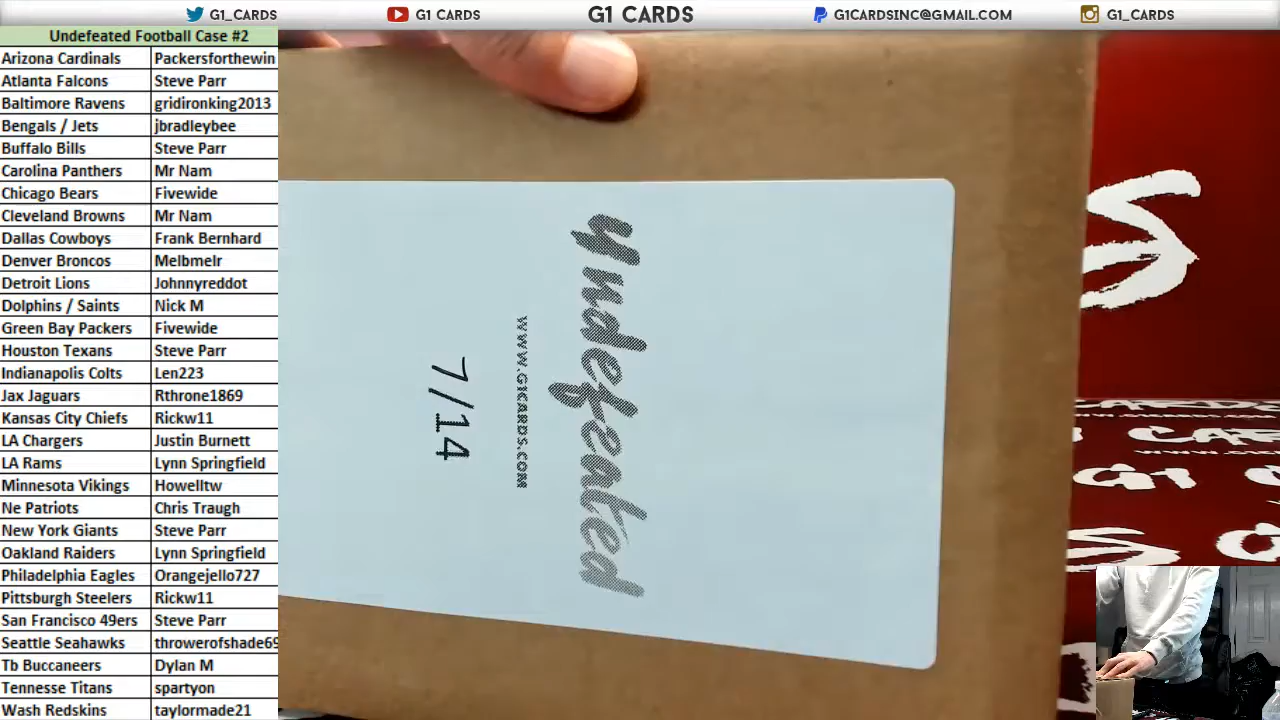 G1_CARDS
G1 CARDS
G1 CARDS
G1CARDSINC@GMAIL.COM
G1_CARDS
Undefeated Football Case #2
Arizona Cardinals Packersforthewin
Atlanta Falcons Steve Parr
Baltimore Ravens gridironking2013
Bengals / Jets jbradleybee
Buffalo Bills Steve Parr
Carolina Panthers Mr Nam
Chicago Bears Fivewide
Cleveland Browns Mr Nam
Dallas Cowboys Frank Bernhard
Denver Broncos Melbmelr
Detroit Lions Johnnyreddot
Dolphins / Saints Nick M
Green Bay Packers Fivewide
Houston Texans Steve Parr
Indianapolis Colts Len223
Jax Jaguars Rthrone1869
Kansas City Chiefs Rickw11
LA Chargers Justin Burnett
LA Rams Lynn Springfield
Minnesota Vikings Howelltw
Ne Patriots Chris Traugh
New York Giants Steve Parr
Oakland Raiders Lynn Springfield
Philadelphia Eagles Orangejello727
Pittsburgh Steelers Rickw11
San Francisco 49ers Steve Parr
Seattle Seahawks throwerofshade69
Tb Buccaneers Dylan M
Tennesse Titans spartyon
Wash Redskins taylormade21
Undefeated
WWW.G1CARDS.COM
7/14